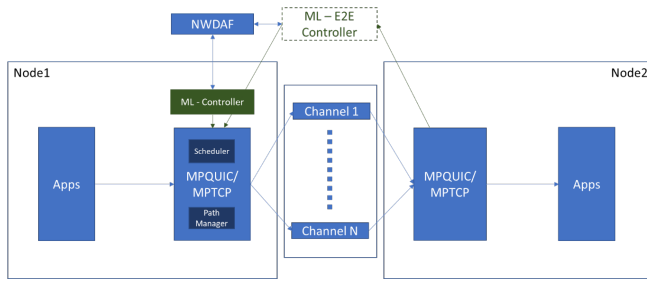 NWDAF
ML – E2E
Controller
Node1
Node2
ML - Controller
Channel 1
Scheduler
Apps
MPQUIC/
MPTCP
MPQUIC/
MPTCP
Apps
Path
Manager
Channel N